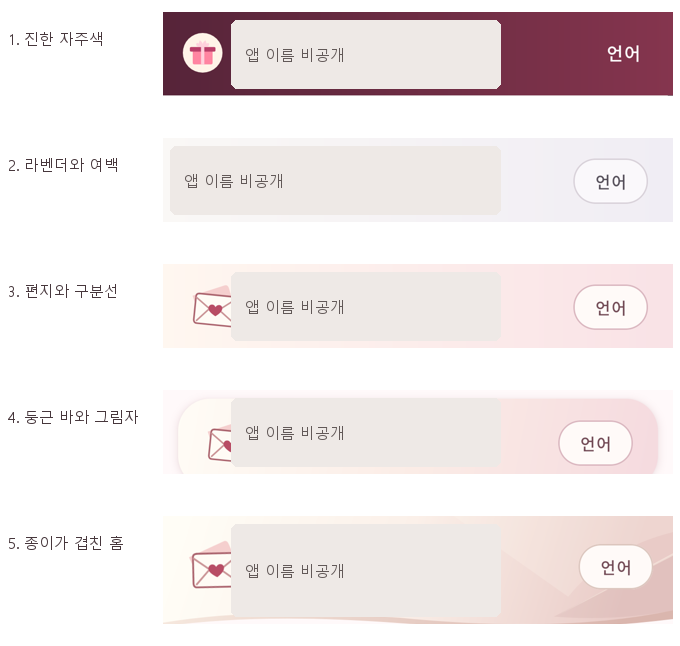 1. 진한 자주색
앱 이름 비공개
언어
2. 라벤더와 여백
앱 이름 비공개
언어
3. 편지와 구분선
앱 이름 비공개
언어
4. 둥근 바와 그림자
앱 이름 비공개
언어
5. 종이가 겹친 홈
앱 이름 비공개
언어